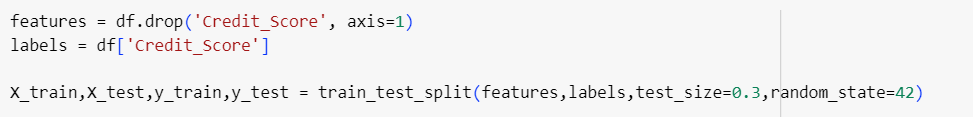 features = df.drop('Credit_Score', axis=1)
labels = df['Credit_Score']
X_train,X_test,y_train,y_test = train_test_split(features,labels,test_size=0.3,random_state=42)